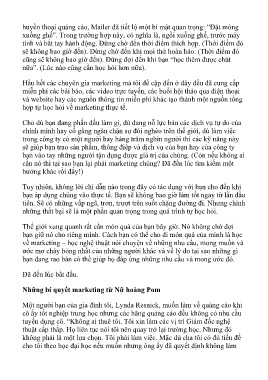 huyền thoại quảng cáo, Mailer đã tiết lộ một bí mật quan trọng: “Đặt mông
xuống ghế”. Trong trường hợp này, có nghĩa là, ngồi xuống ghế, trước máy
tính và bắt tay hành động. Đừng chờ đến thời điểm thích hợp. (Thời điểm đó
sẽ không bao giờ đến). Đừng chờ đến khi mọi thứ hoàn hảo. (Thời điểm đó
cũng sẽ không bao giờ đến). Đừng đợi đến khi bạn “học thêm được chút
nữa”. (Lúc nào cũng cần học hỏi hơn nữa).
Hầu hết các chuyên gia marketing mà tôi đề cập đến ở đây đều đã cung cấp
miễn phí các bài báo, các video trực tuyến, các buổi hội thảo qua điện thoại
và website hay các nguồn thông tin miễn phí khác tạo thành một nguồn tổng
hợp tự học hỏi về marketing thực tế.
Cho dù bạn đang phấn đấu làm gì, dù đang nỗ lực bán các dịch vụ tự do của
chính mình hay cố gắng ngăn chặn sự đói nghèo trên thế giới, dù làm việc
trong công ty có một người hay hàng trăm nghìn người thì các kỹ năng này
sẽ giúp bạn trao sản phẩm, thông điệp và dịch vụ của bạn hay của công ty
bạn vào tay những người tận dụng được giá trị của chúng. (Còn nếu không ai
cần nó thì tại sao bạn lại phải marketing chúng? Đã đến lúc tìm kiếm một
hướng khác rồi đấy!)
Tuy nhiên, những lời chỉ dẫn nào trong đây có tác dụng với bạn cho đến khi
bạn áp dụng chúng vào thực tế. Bạn sẽ không bao giờ làm tốt ngay từ lần đầu
tiên. Sẽ có những vấp ngã, trơn, trượt trên suốt chặng đường đi. Nhưng chính
những thất bại sẽ là một phần quan trọng trong quá trình tự học hỏi.
Thế giới xung quanh rất cần món quà của bạn bây giờ. Nó không chờ đợi
bạn giữ nó cho riêng mình. Cách bạn có thể cho đi món quà của mình là học
về marketing – học nghệ thuật nói chuyện về những nhu cầu, mong muốn và
ước mơ cháy bỏng nhất của những người khác và về lý do tại sao những gì
bạn đang rao bán có thể giúp họ đáp ứng những nhu cầu và mong ước đó.
Đã đến lúc bắt đầu.
Những bí quyết marketing từ Nữ hoàng Pom
Một người bạn của gia đình tôi, Lynda Resnick, muốn làm về quảng cáo khi
cô ấy tốt nghiệp trung học nhưng các hãng quảng cáo đều không có nhu cầu
tuyển dụng cô. “Không ai thuê tôi. Tôi xin làm các vị trí Giám đốc nghệ
thuật cấp thấp. Họ liên tục nói tôi nên quay trở lại trường học. Nhưng đó
không phải là một lựa chọn. Tôi phải làm việc. Mặc dù cha tôi có đủ tiền để
cho tôi theo học đại học nếu muốn nhưng ông ấy đã quyết định không làm